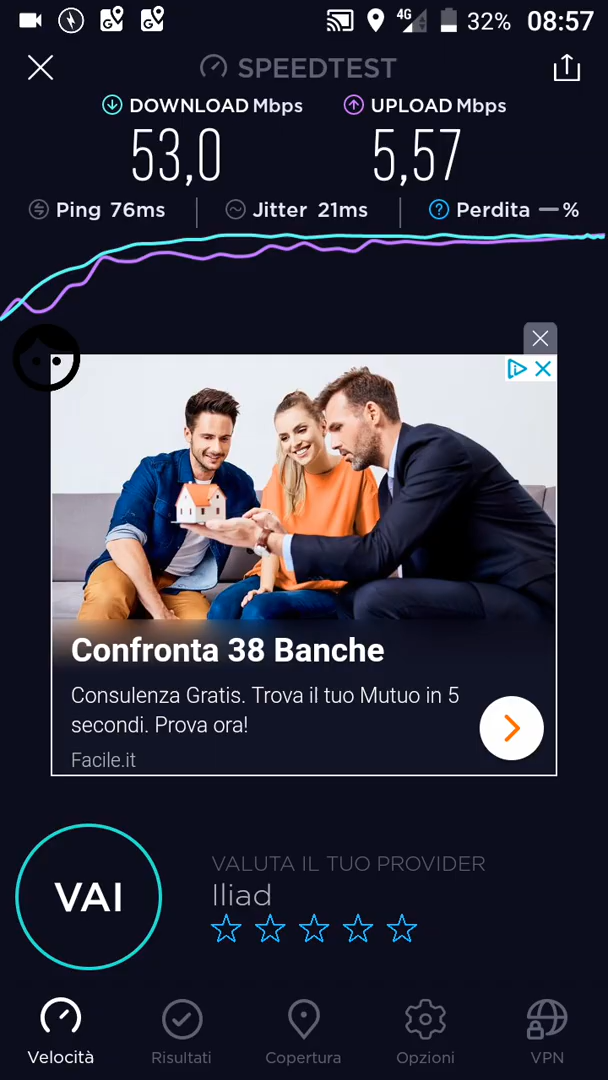 4G 32% 08:57
SPEEDTEST
DOWNLOAD Mbps UPLOAD Mbps
53,0 5,57
Ping 76ms Jitter 21ms ? Perdita —%
Confronta 38 Banche
Consulenza Gratis. Trova il tuo Mutuo in 5
secondi. Prova ora!
Facile.it
VAI
VALUTA IL TUO PROVIDER
Iliad
Velocità Risultati Copertura Opzioni VPN